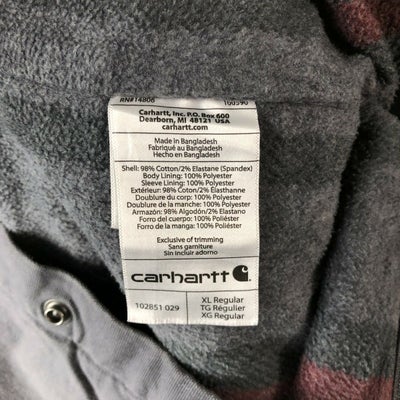 RN#14806 100590
Carhartt, Inc. P.O. Box 600
Dearborn, MI 48121 USA
carhartt.com
Made in Bangladesh
Fabriqué au Bangladesh
Hecho en Bangladesh
Shell: 98% Cotton/2% Elastane (Spandex)
Body Lining: 100% Polyester
Sleeve Lining: 100% Polyester
Extérieur: 98% Coton/2% Élasthanne
Doublure du corp: 100% Polyester
Doublure de la manche: 100% Polyester
Armazón: 98% Algodón/2% Elastano
Forro del cuerpo: 100% Poliéster
Forro de la manga: 100% Poliéster
Exclusive of trimming
Sans garniture
Sin incluir adorno
carhartt
102851 029
XL Regular
TG Régulier
XG Regular